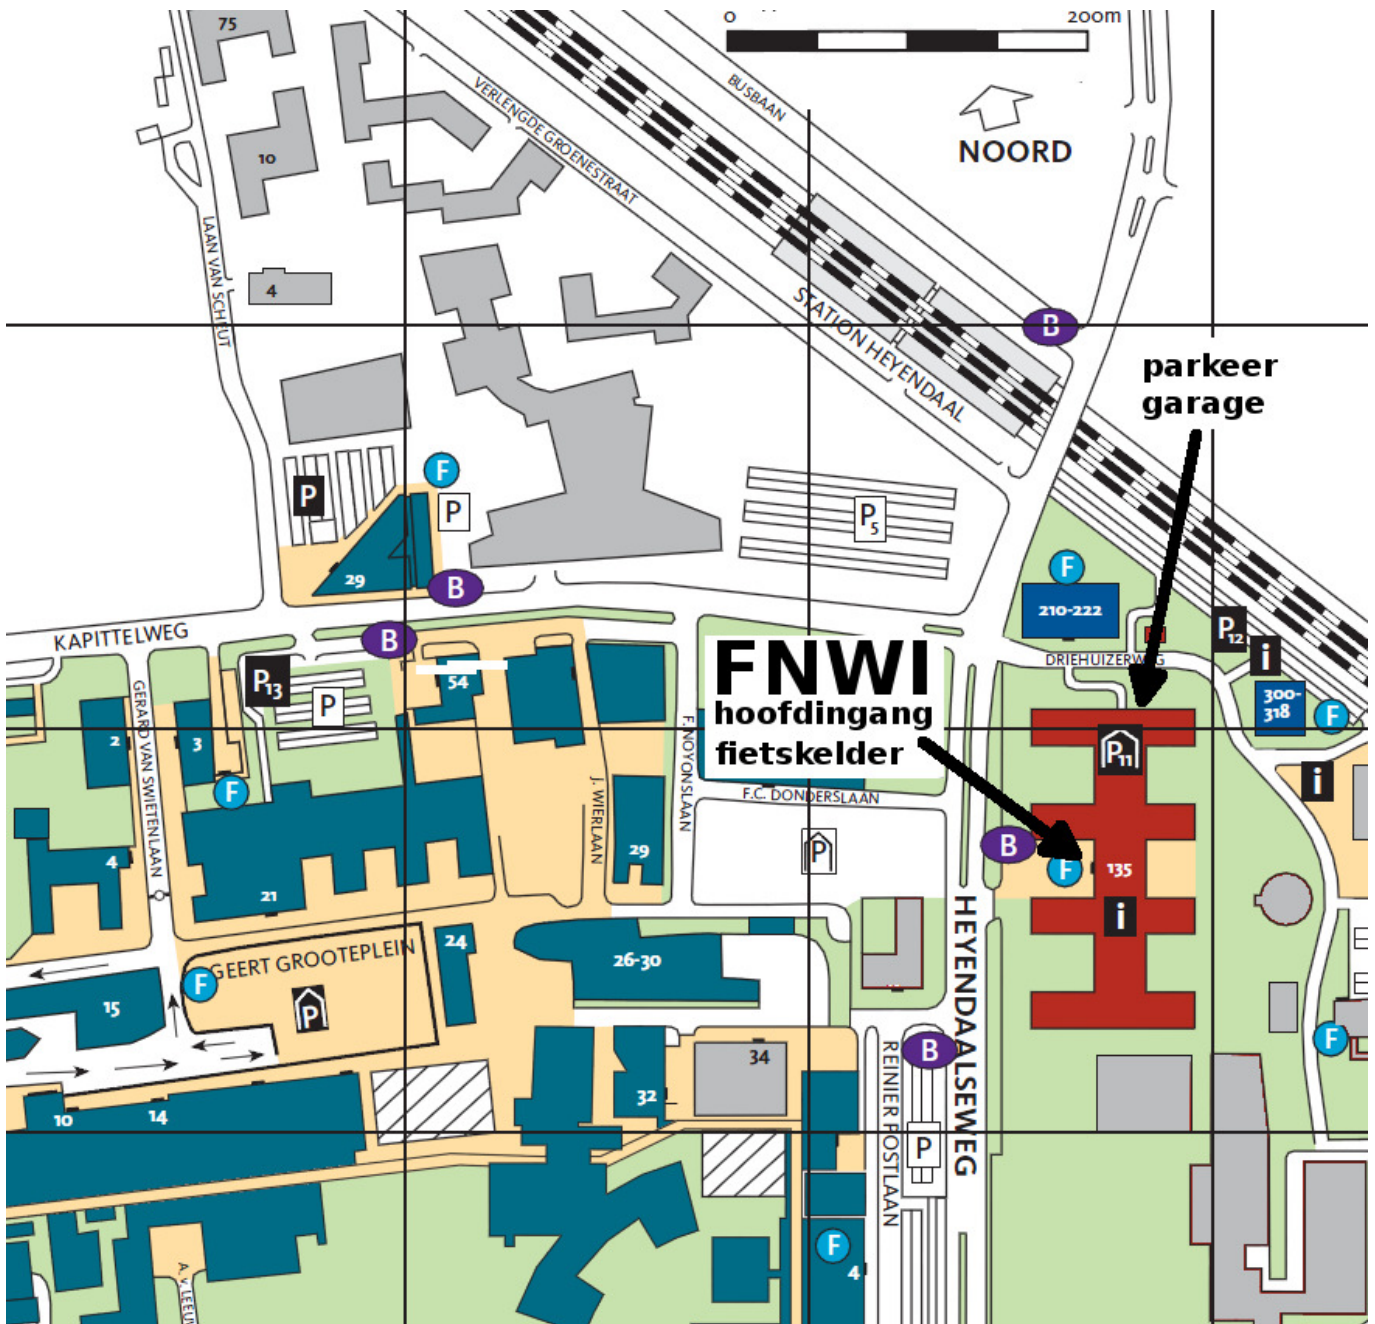 75
0
200m
BUSBAAN
VERLENGDE GROENESTRAAT
NOORD
10
LAAN VAN SCHEUT
4
STATION HEYENDAAL
B
parkeer
garage
F
P
P
P5
29
B
F
210-222
KAPITTELWEG
B
P12
i
DRIEHUIZERWEG
P13
P
54
FNWI
hoofdingang
fietskelder
300-
318
F
GERARD VAN SWIETENLAAN
2
3
F. NOYONSLAAN
P11
F
J. WIERLAAN
F.C. DONDERSLAAN
i
4
29
P
B
F
135
21
HEYENDAALSEWEG
i
GEERT GROOTEPLEIN
24
26-30
F
15
P
REINIER POSTLAAN
B
F
34
32
10
14
P
F
4
A. v. LEEUW